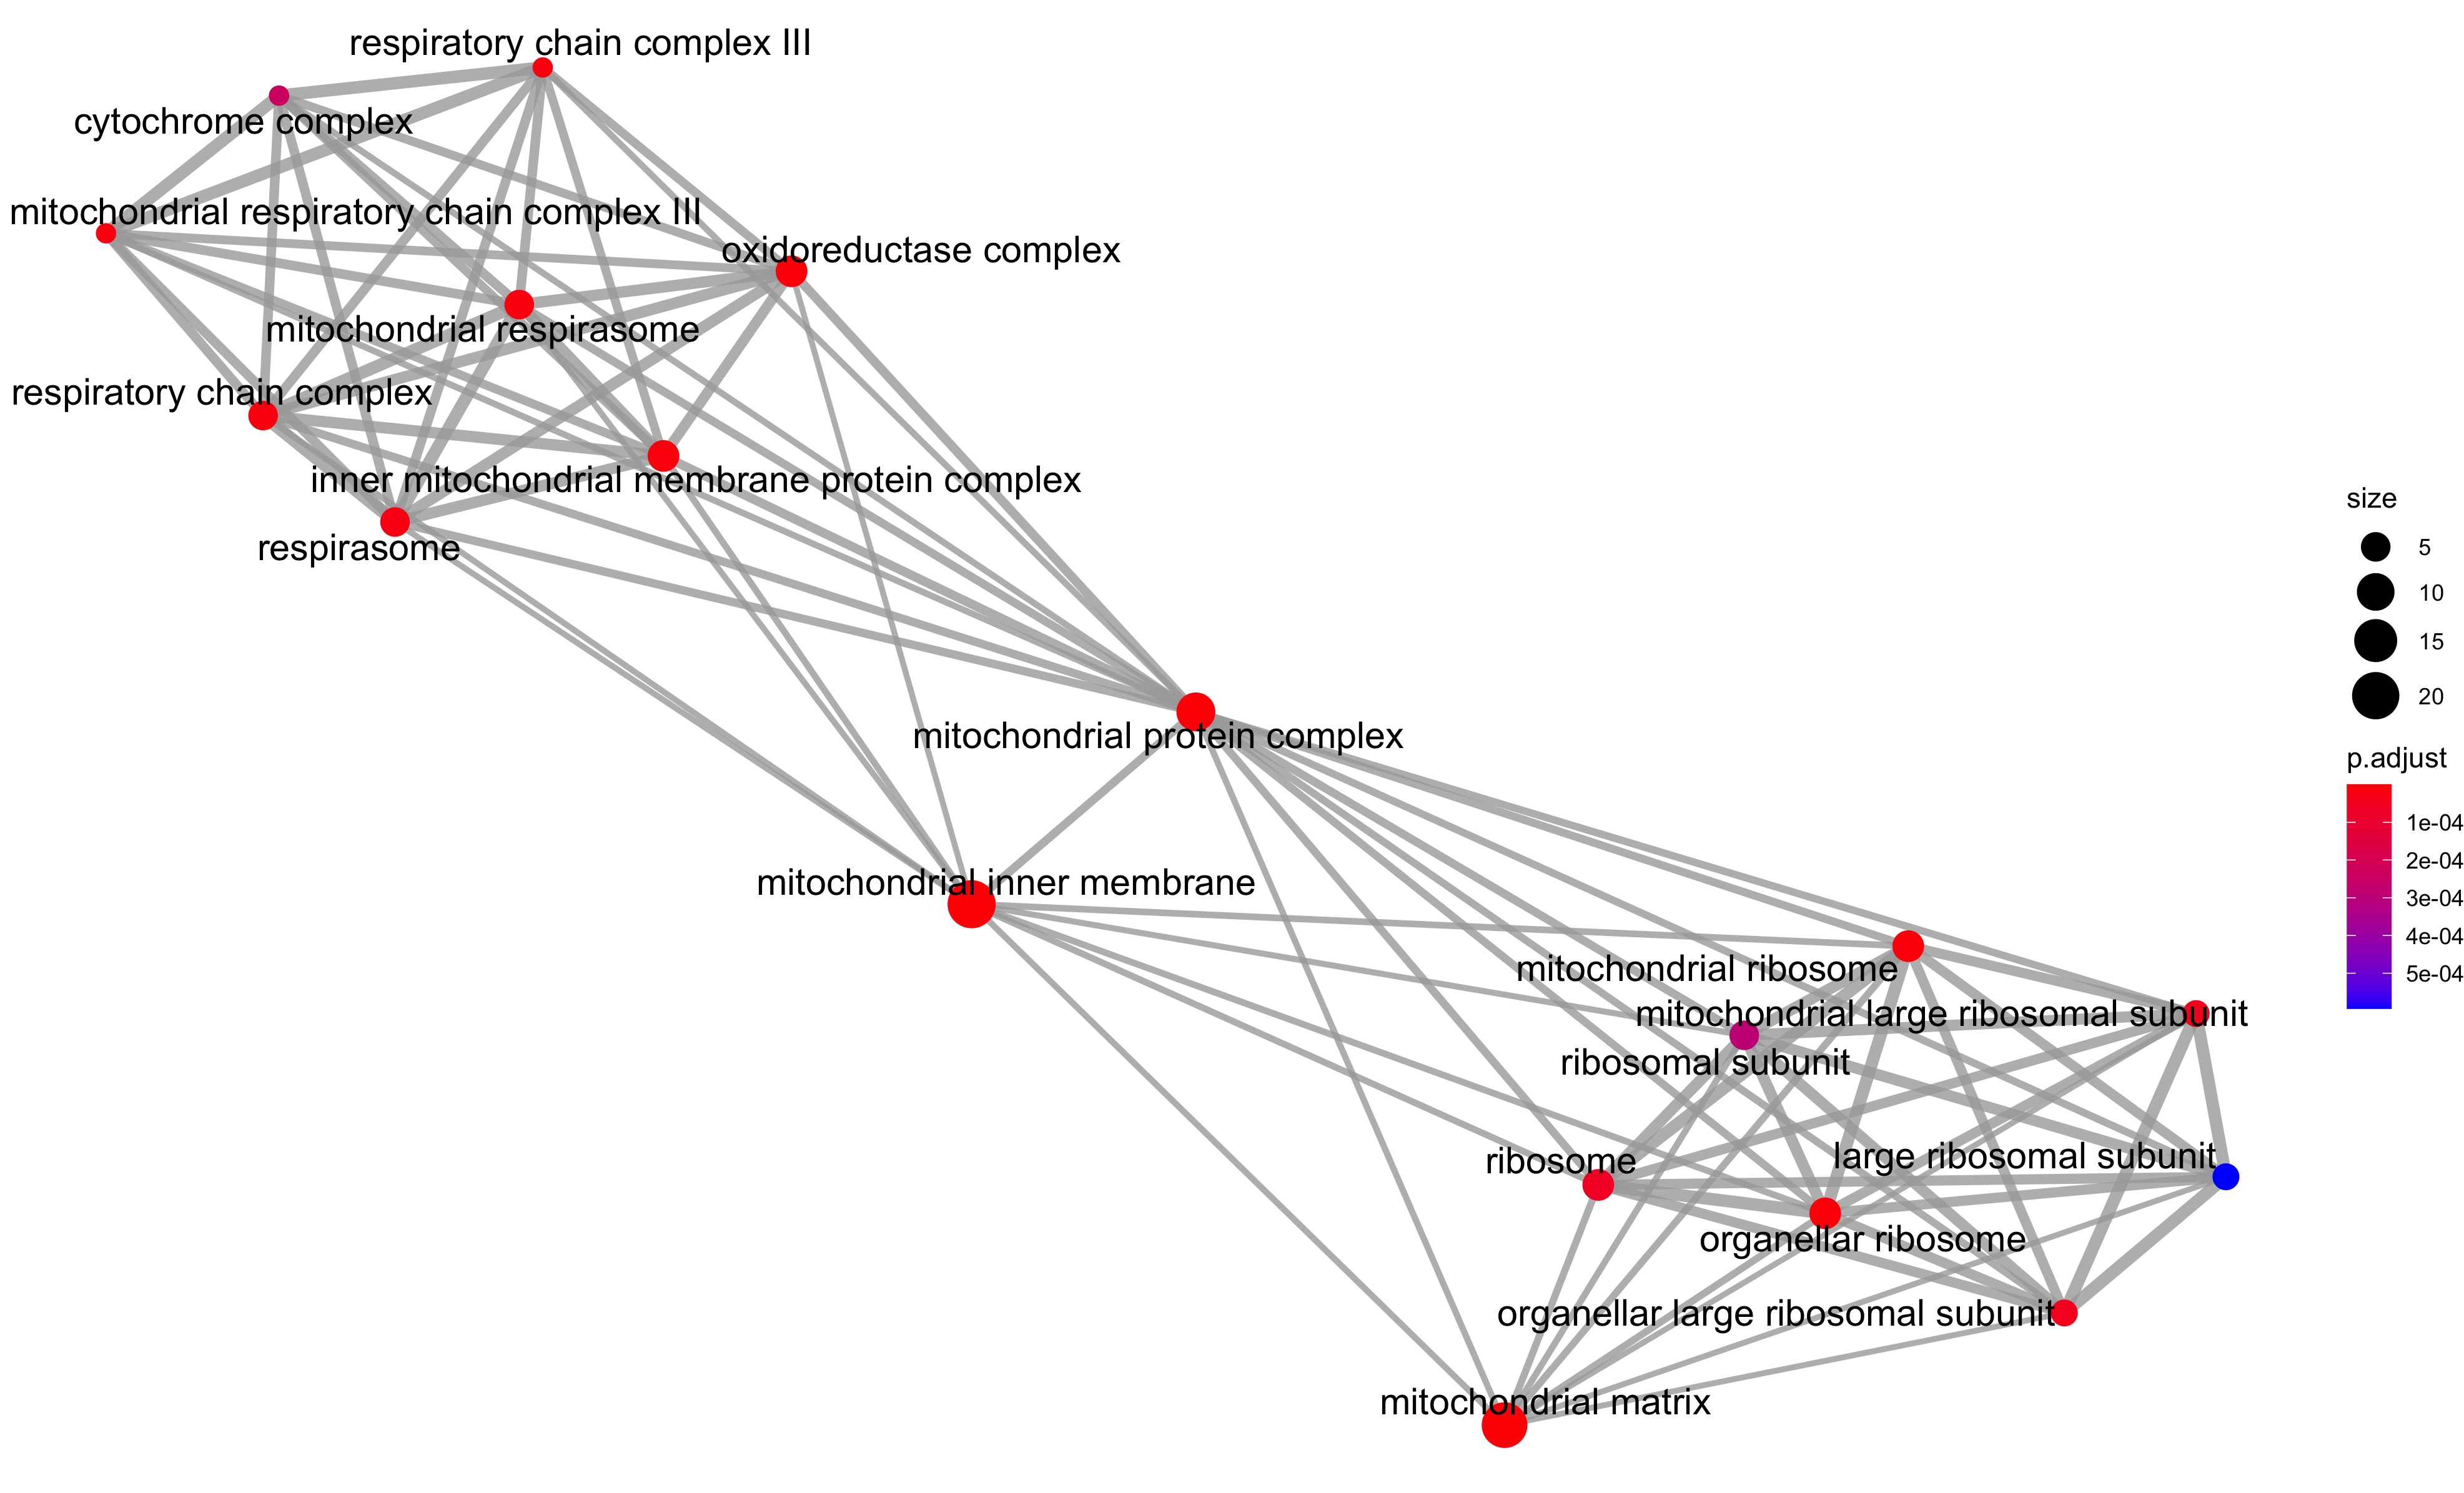 respiratory chain complex III
cytochrome complex
mitochondrial respiratory chain complex III
oxidoreductase complex
mitochondrial respirasome
respiratory chain complex
inner mitochondrial membrane protein complex
respirasome
mitochondrial protein complex
mitochondrial inner membrane
mitochondrial ribosome
mitochondrial large ribosomal subunit
ribosomal subunit
large ribosomal subunit
ribosome
organellar ribosome
organellar large ribosomal subunit
mitochondrial matrix
size
5
10
15
20
p.adjust
1e-04
2e-04
3e-04
4e-04
5e-04